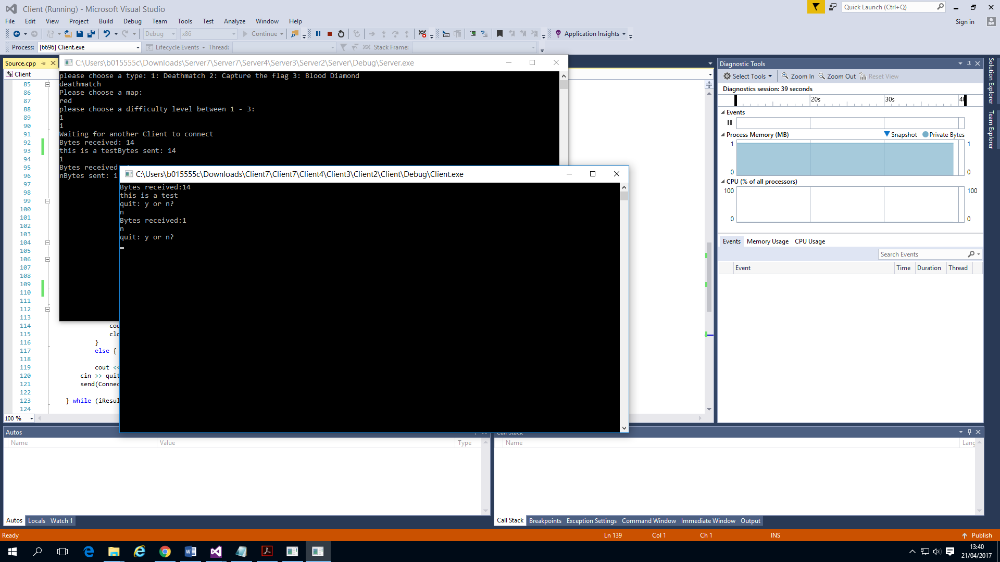 Client (Running) - Microsoft Visual Studio
Quick Launch (Ctrl+Q)
File Edit View Project Build Debug Team Tools Test Analyze Window Help
Sign in
Debug x86 Continue Application Insights
Process: [6696] Client.exe Lifecycle Events Thread: Stack Frame:
Source.cpp
Client
C:\Users\b015555c\Downloads\Server7\Server7\Server4\Server3\Server2\Server\Debug\Server.exe
please choose a type: 1: Deathmatch 2: Capture the flag 3: Blood Diamond
deathmatch
Please choose a map:
red
please choose a difficulty level between 1 - 3:
1
1
Waiting for another Client to connect
Bytes received: 14
this is a testBytes sent: 14
1
Bytes received
nBytes sent: 1
C:\Users\b015555c\Downloads\Client7\Client7\Client4\Client3\Client2\Client\Debug\Client.exe
Bytes received:14
this is a test
quit: y or n?
n
Bytes received:1
n
quit: y or n?
85
86
87
88
89
90
91
92
93
94
95
96
97
98
99
100
101
102
103
104
105
106
107
108
109
110
111
112
113
114 cou
115 clo
116 }
117 else {
118
119 cout <<
120 cin >> quit
121 send(Connec
122
123 } while (iResul
124
100 %
Diagnostic Tools
Select Tools Zoom In Zoom Out Reset View
Diagnostics session: 39 seconds
20s 30s 40
Events
Process Memory (MB) Snapshot Private Bytes
1 1
0 0
CPU (% of all processors)
100 100
0 0
Events Memory Usage CPU Usage
Search Events
Event Time Duration Thread
Solution Explorer
Team Explorer
Autos
Name Value Type
Autos Locals Watch 1
Call Stack
Name Lang
Call Stack Breakpoints Exception Settings Command Window Immediate Window Output
Ready Ln 139 Col 1 Ch 1 INS Publish
13:40
21/04/2017